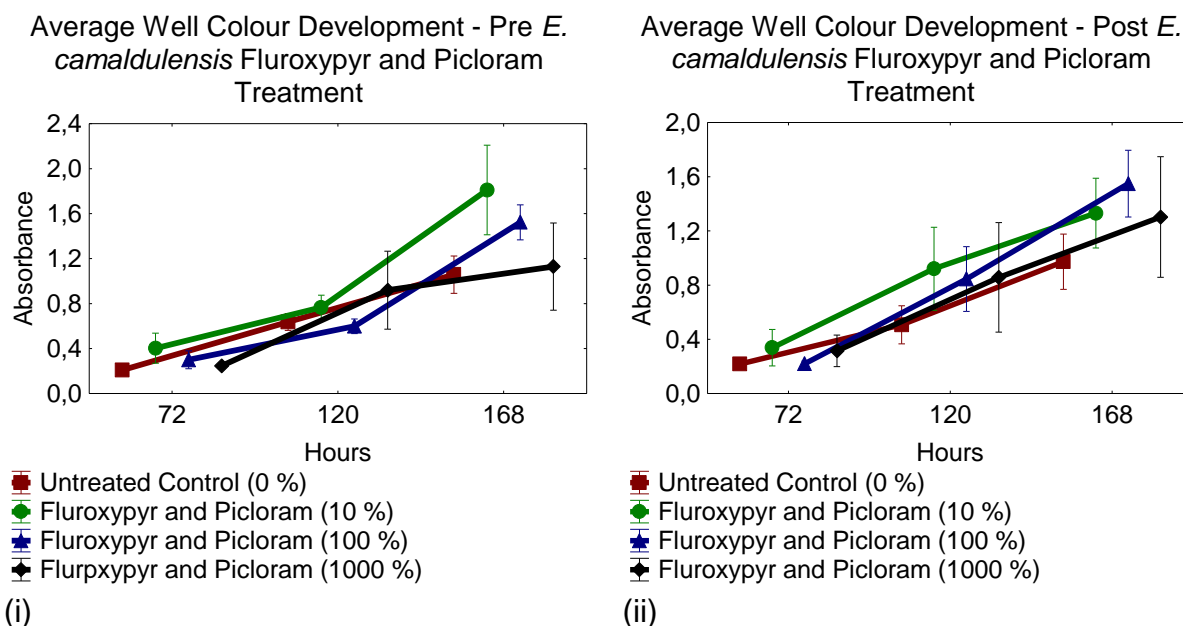 Average Well Colour Development - Pre E.
camaldulensis Fluroxypyr and Picloram
Treatment
2,4
2,0
1,6
1,2
0,8
0,4
0,0
Absorbance
72 120 168
Hours
Untreated Control (0 %)
Fluroxypyr and Picloram (10 %)
Fluroxypyr and Picloram (100 %)
Flurpxypyr and Picloram (1000 %)
(i)
Average Well Colour Development - Post E.
camaldulensis Fluroxypyr and Picloram
Treatment
2,0
1,6
1,2
0,8
0,4
0,0
Absorbance
72 120 168
Hours
Untreated Control (0 %)
Fluroxypyr and Picloram (10 %)
Fluroxypyr and Picloram (100 %)
Fluroxypyr and Picloram (1000 %)
(ii)